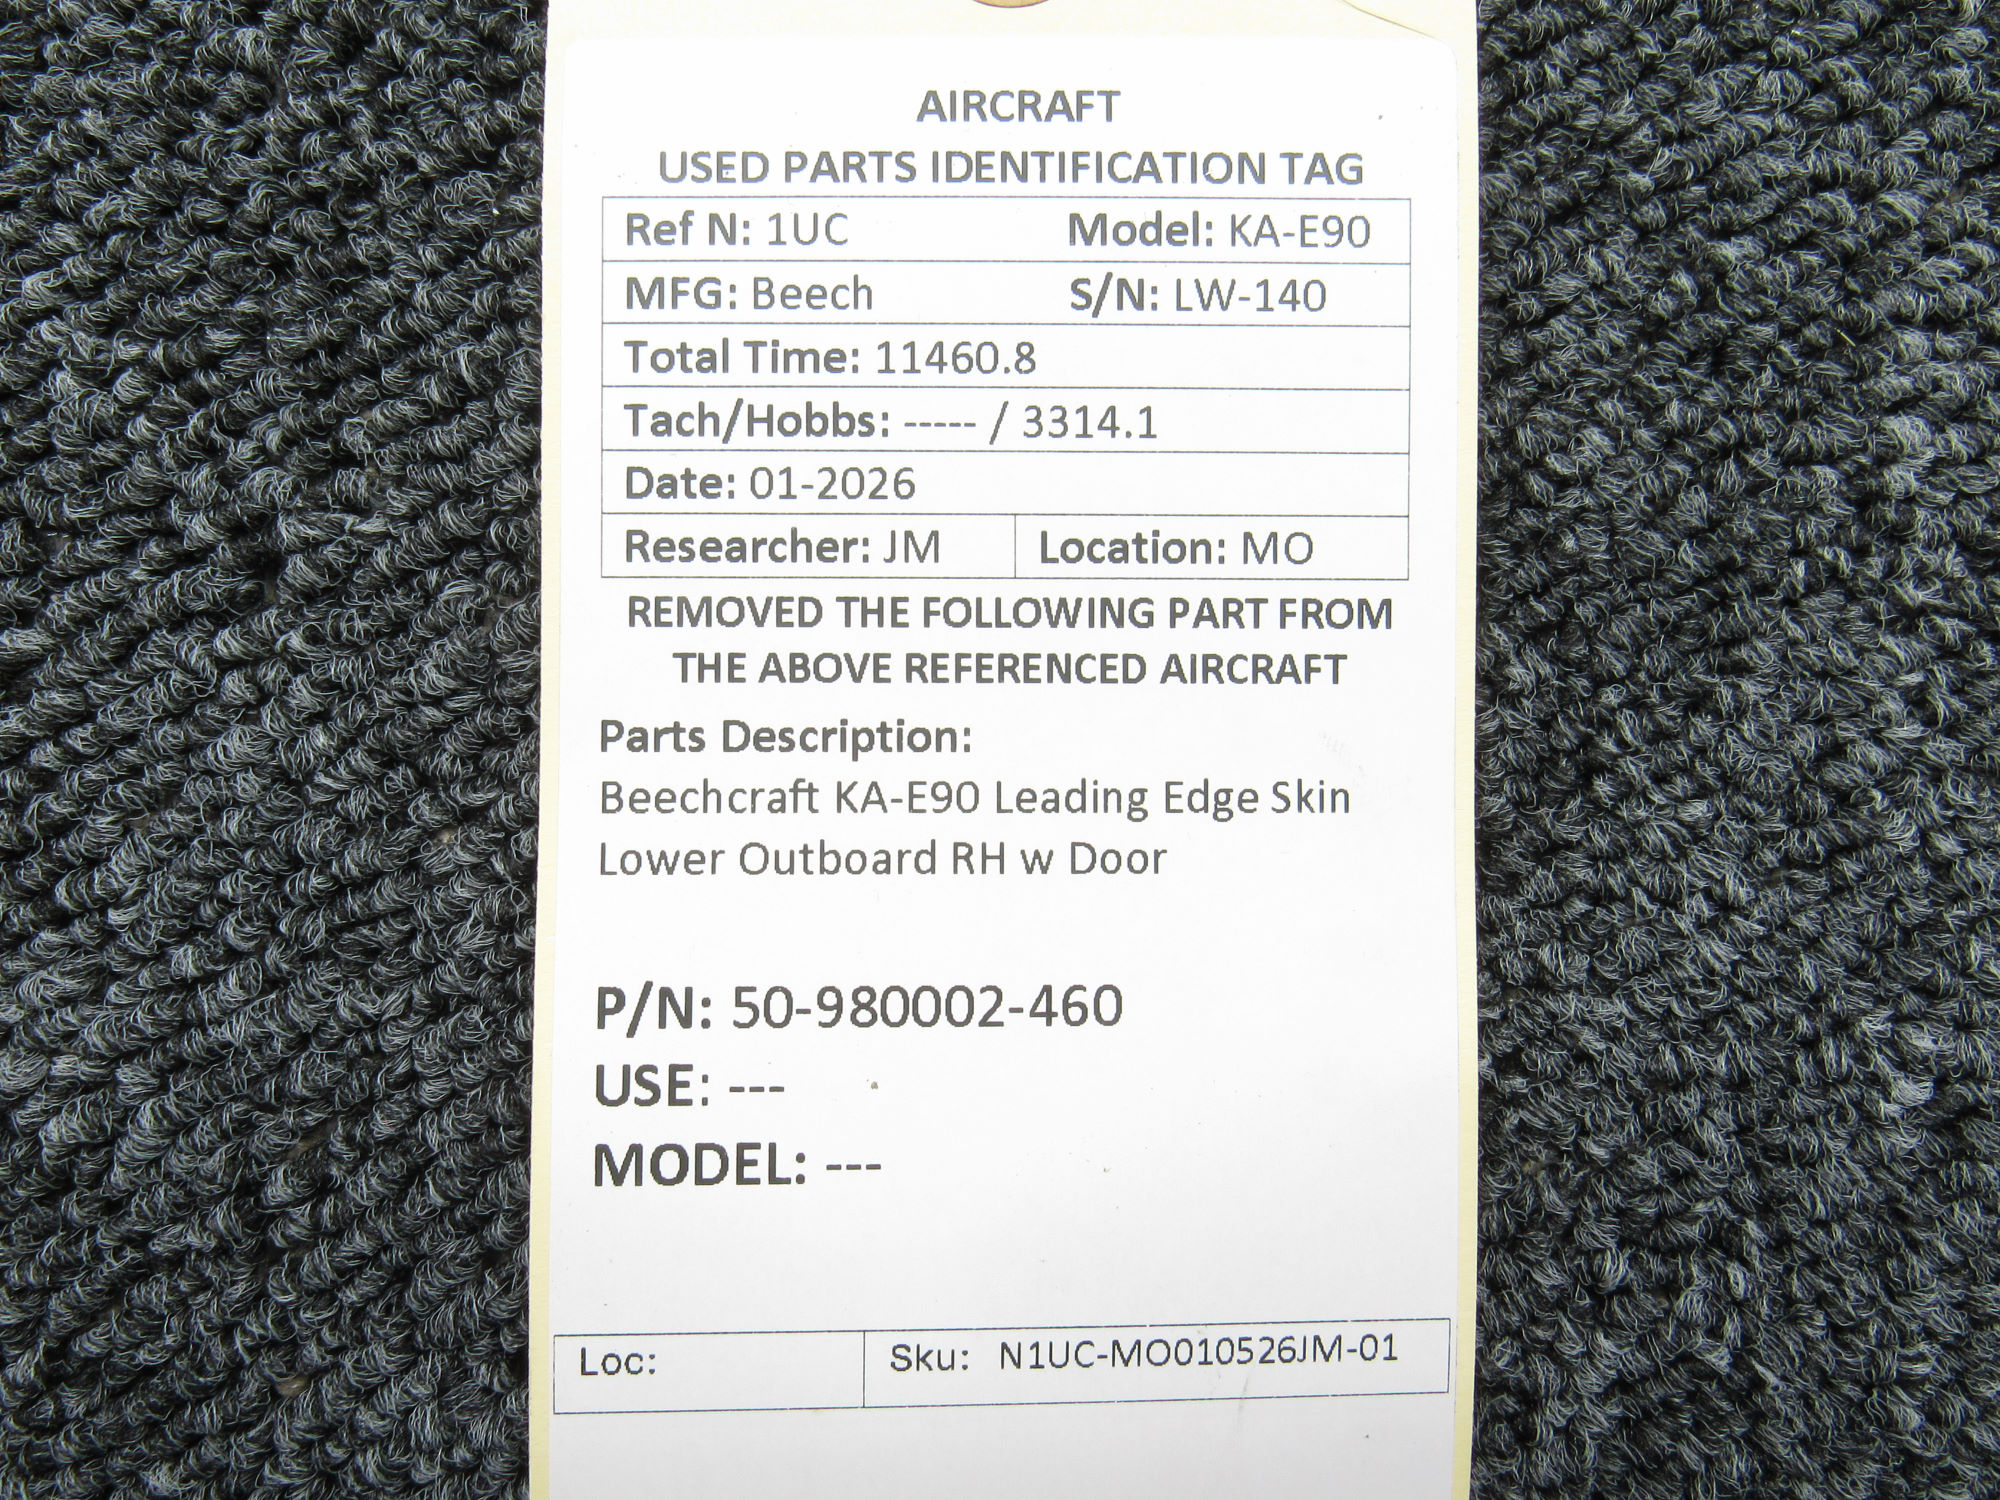 AIRCRAFT
USED PARTS IDENTIFICATION TAG
Ref N: 1UC Model: KA-E90
MFG: Beech S/N: LW-140
Total Time: 11460.8
Tach/Hobbs: ----- / 3314.1
Date: 01-2026
Researcher: JM Location: MO
REMOVED THE FOLLOWING PART FROM
THE ABOVE REFERENCED AIRCRAFT
Parts Description:
Beechcraft KA-E90 Leading Edge Skin
Lower Outboard RH w Door
P/N: 50-980002-460
USE: ---
MODEL: ---
Loc: Sku: N1UC-MO010526JM-01